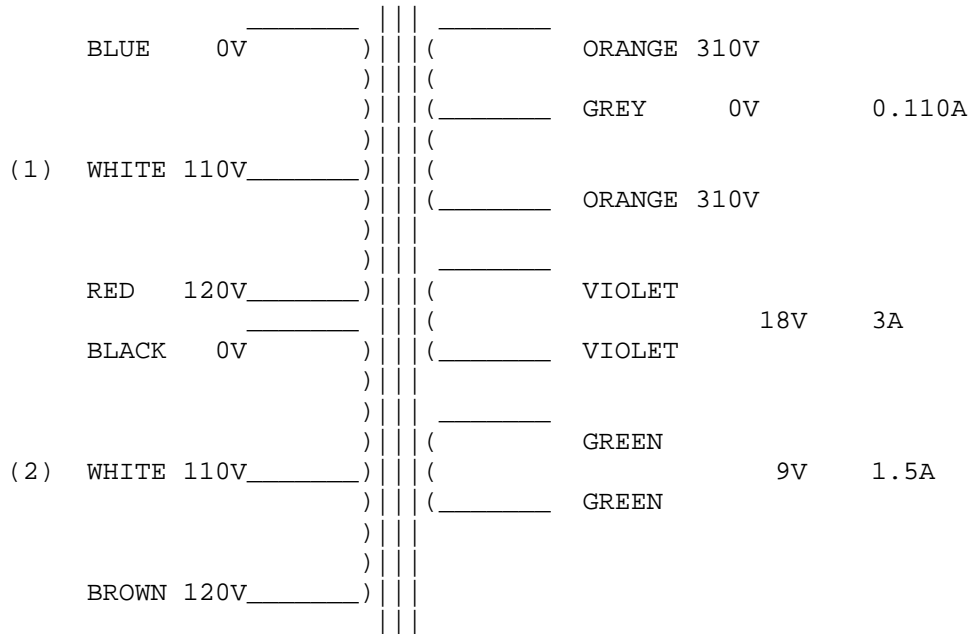 BLUE 0V ORANGE 310V
GREY 0V 0.110A
(1) WHITE 110V
ORANGE 310V
RED 120V VIOLET
18V 3A
BLACK 0V VIOLET
GREEN
(2) WHITE 110V 9V 1.5A
GREEN
BROWN 120V